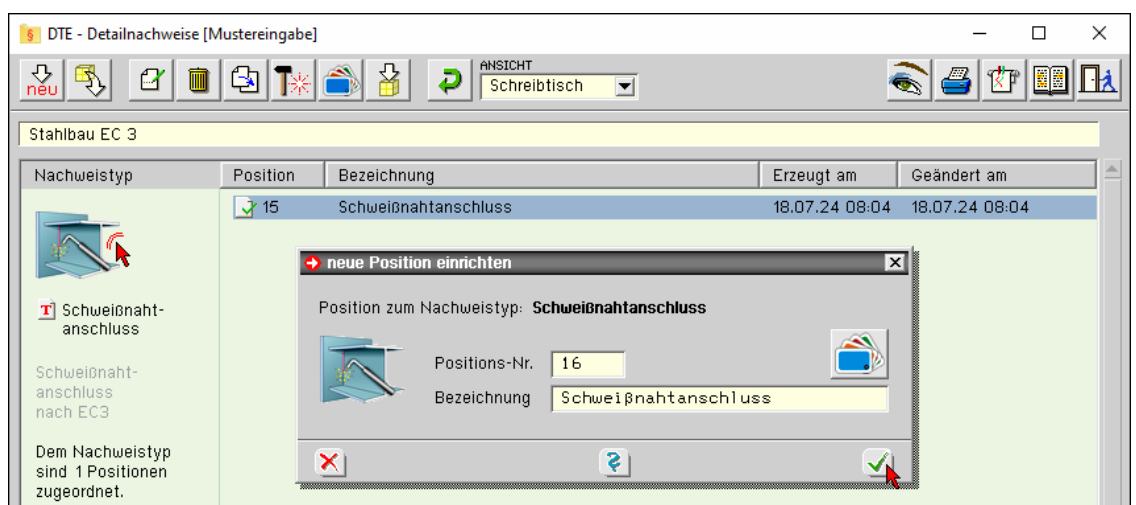 DTE - Detailnachweise [Mustereingabe]
neu
ANSICHT
Schreibtisch
Stahlbau EC 3
Nachweistyp
Position
Bezeichnung
Erzeugt am
Geändert am
15
Schweißnahtanschluss
18.07.24 08:04
18.07.24 08:04
T Schweißnaht-
anschluss
Schweißnaht-
anschluss
nach EC3
Dem Nachweistyp
sind 1 Positionen
zugeordnet.
neue Position einrichten
Position zum Nachweistyp: Schweißnahtanschluss
Positions-Nr. 16
Bezeichnung Schweißnahtanschluss